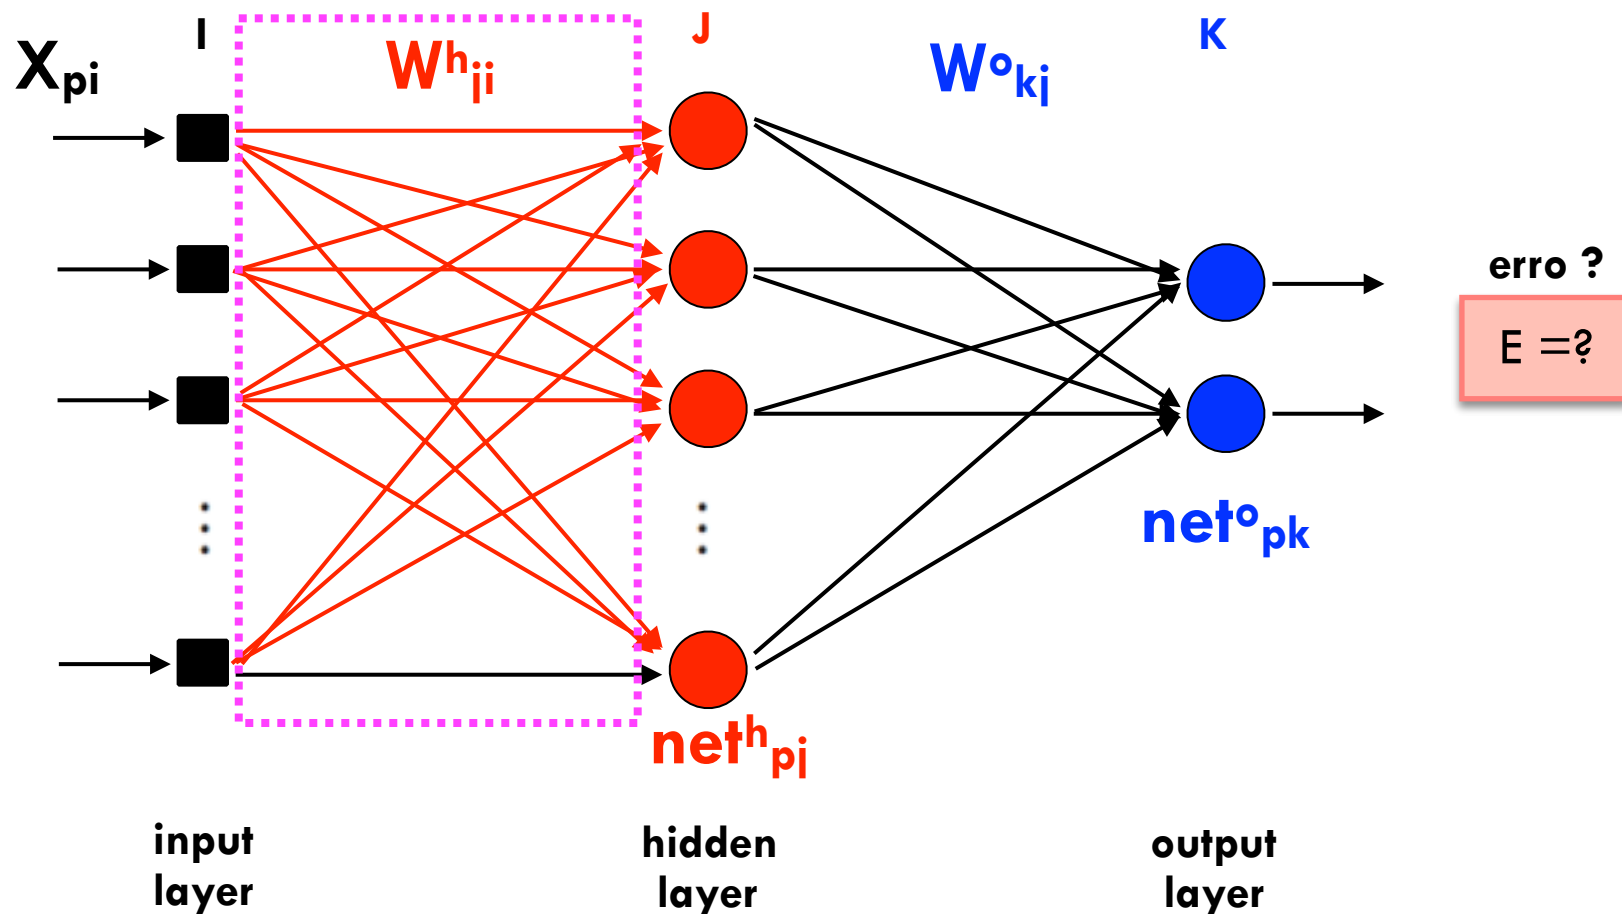 I
J
K
Xpi
Whji
Wokj
erro ?
E =?
netopk
nethpj
input
layer
hidden
layer
output
layer